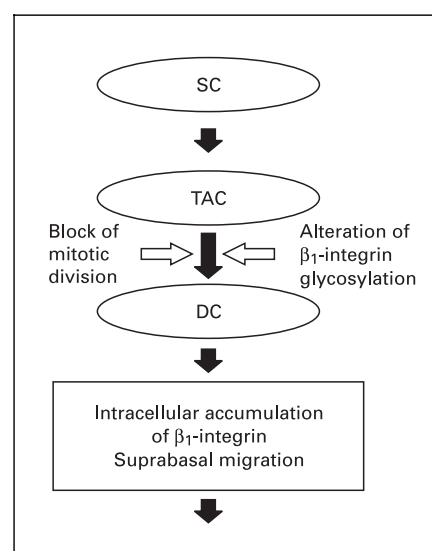 SC
TAC
Block of
mitotic
division
Alteration of
β₁-integrin
glycosylation
DC
Intracellular accumulation
of β₁-integrin
Suprabasal migration